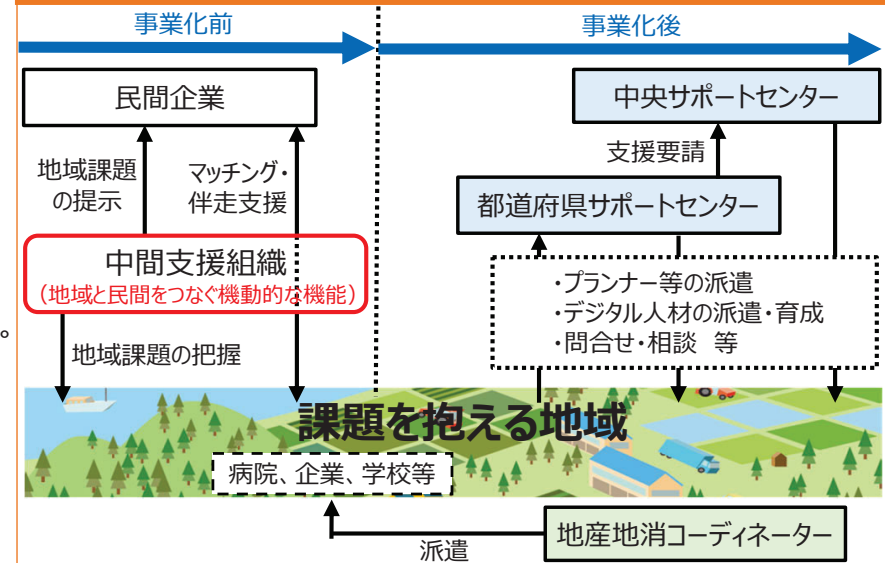 事業化前
事業化後
民間企業
中央サポートセンター
地域課題
の提示
マッチング・
伴走支援
支援要請
都道府県サポートセンター
中間支援組織
(地域と民間をつなぐ機動的な機能)
・プランナー等の派遣
・デジタル人材の派遣・育成
・問合せ・相談 等
。
地域課題の把握
課題を抱える地域
病院、企業、学校等
派遣
地産地消コーディネーター